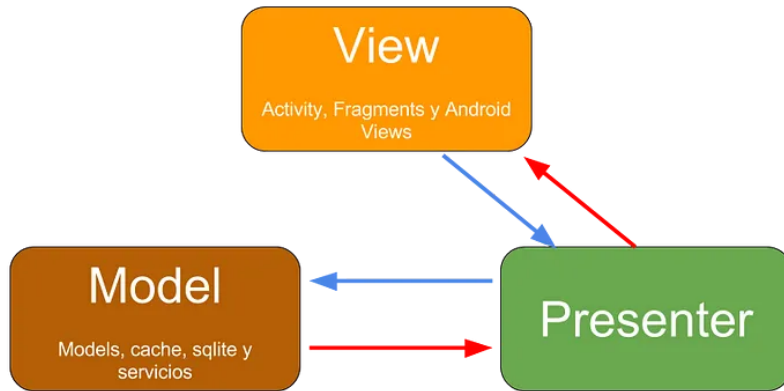 View
Activity, Fragments y Android
Views
Model
Models, cache, sqlite y
servicios
Presenter